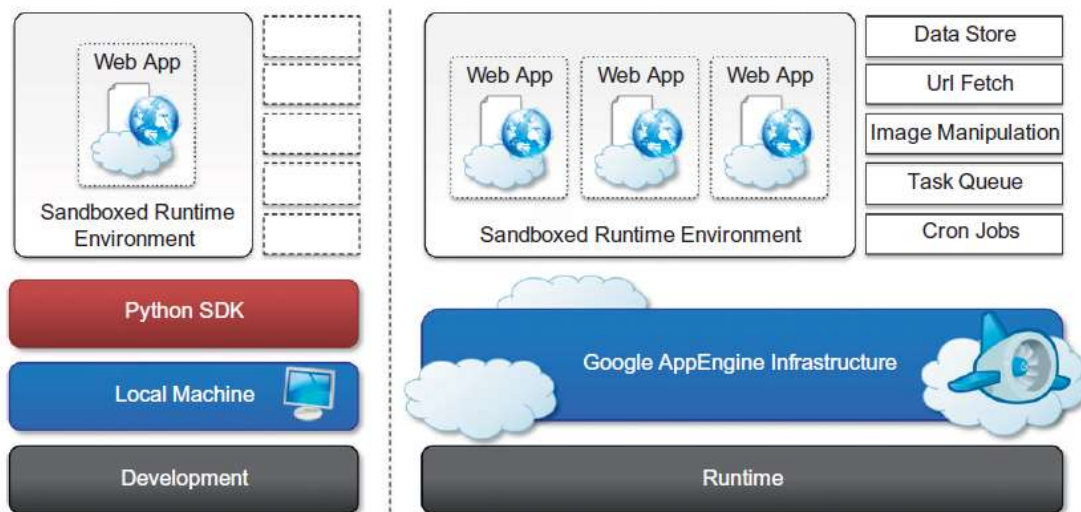 Web App
Sandboxed Runtime
Environment
Python SDK
Local Machine
Development
Web App
Web App
Web App
Sandboxed Runtime Environment
Data Store
Url Fetch
Image Manipulation
Task Queue
Cron Jobs
Google AppEngine Infrastructure
Runtime